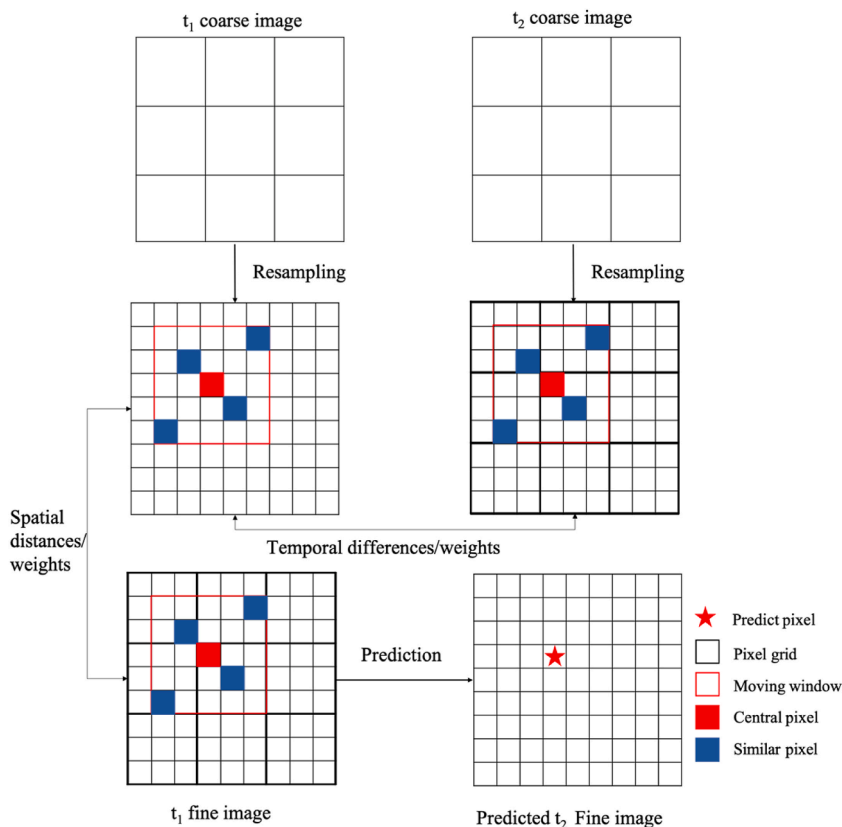 t₁ coarse image
t₂ coarse image
Resampling
Resampling
Spatial
distances/
weights
Temporal differences/weights
Prediction
Predict pixel
Pixel grid
Moving window
Central pixel
Similar pixel
t₁ fine image
Predicted t₂ Fine image